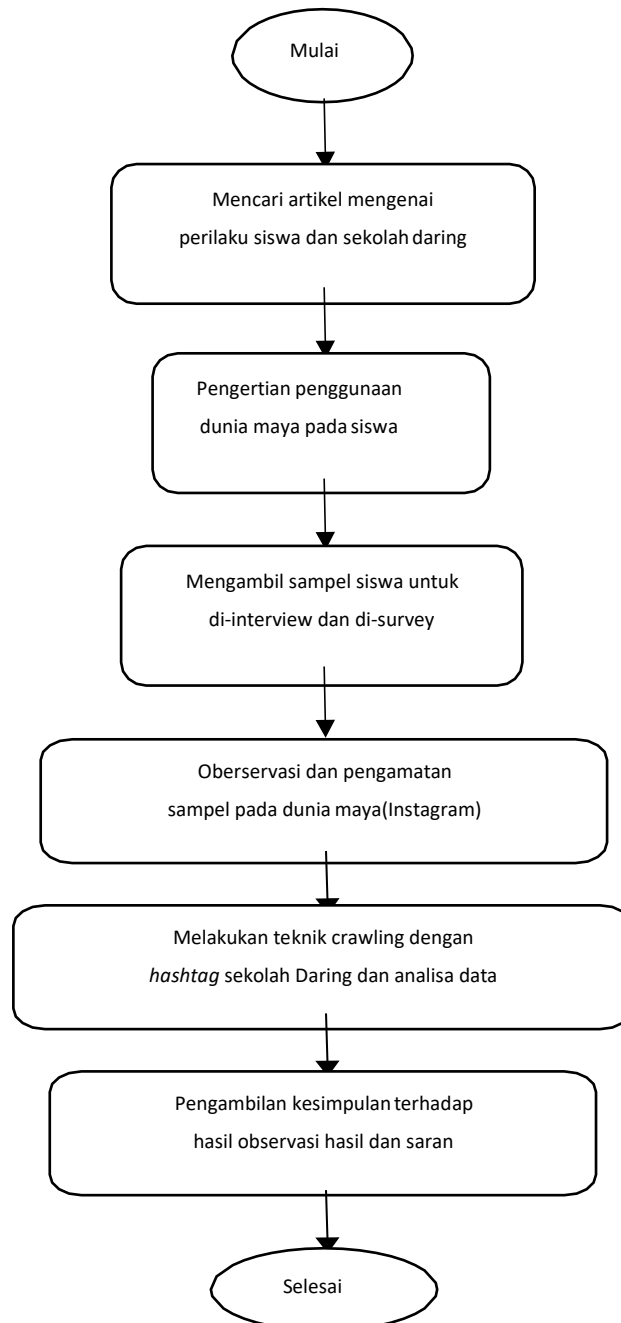 Mulai
Mencari artikel mengenai
perilaku siswa dan sekolah daring
Pengertian penggunaan
dunia maya pada siswa
Mengambil sampel siswa untuk
di-interview dan di-survey
Oberservasi dan pengamatan
sampel pada dunia maya(Instagram)
Melakukan teknik crawling dengan
hashtag sekolah Daring dan analisa data
Pengambilan kesimpulan terhadap
hasil observasi hasil dan saran
Selesai